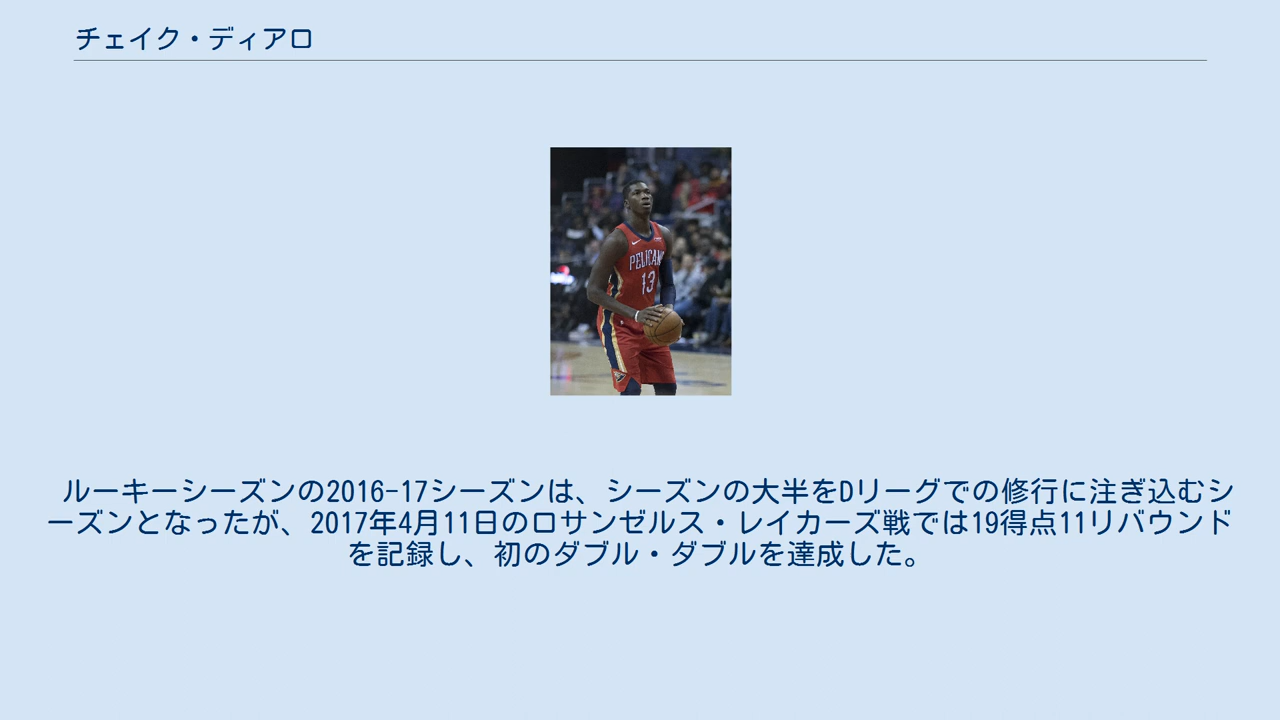 チェイク・ディアロ
PELICANS
13
ルーキーシーズンの2016-17シーズンは、シーズンの大半をDリーグでの修行に注ぎ込むシ
ーズンとなったが、2017年4月11日のロサンゼルス・レイカーズ戦では19得点11リバウンド
を記録し、初のダブル・ダブルを達成した。